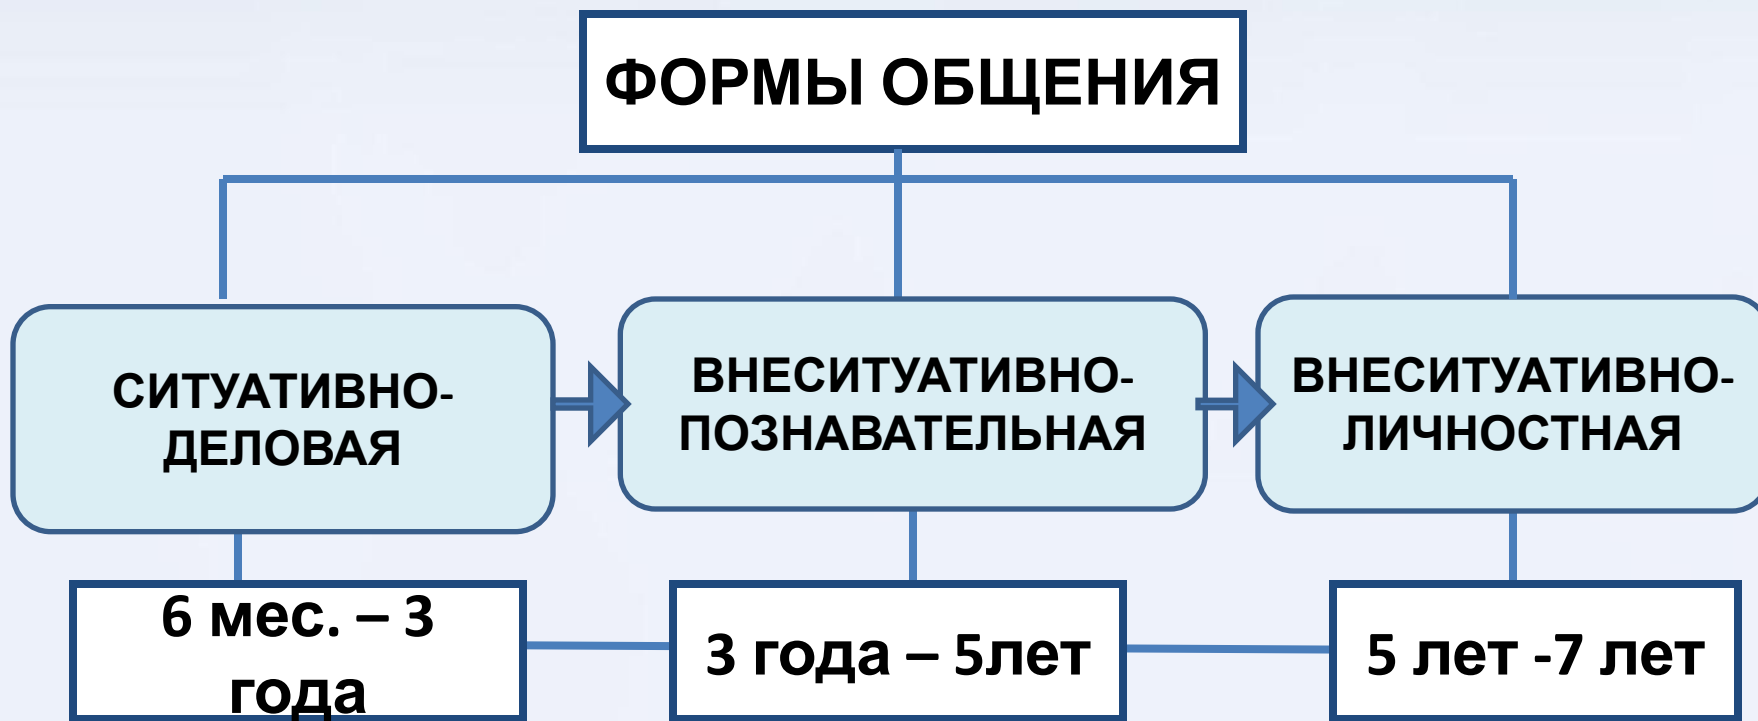 ФОРМЫ ОБЩЕНИЯ
СИТУАТИВНО-
ДЕЛОВАЯ
ВНЕСИТУАТИВНО-
ПОЗНАВАТЕЛЬНАЯ
ВНЕСИТУАТИВНО-
ЛИЧНОСТНАЯ
6 мес. – 3
года
3 года – 5лет
5 лет -7 лет